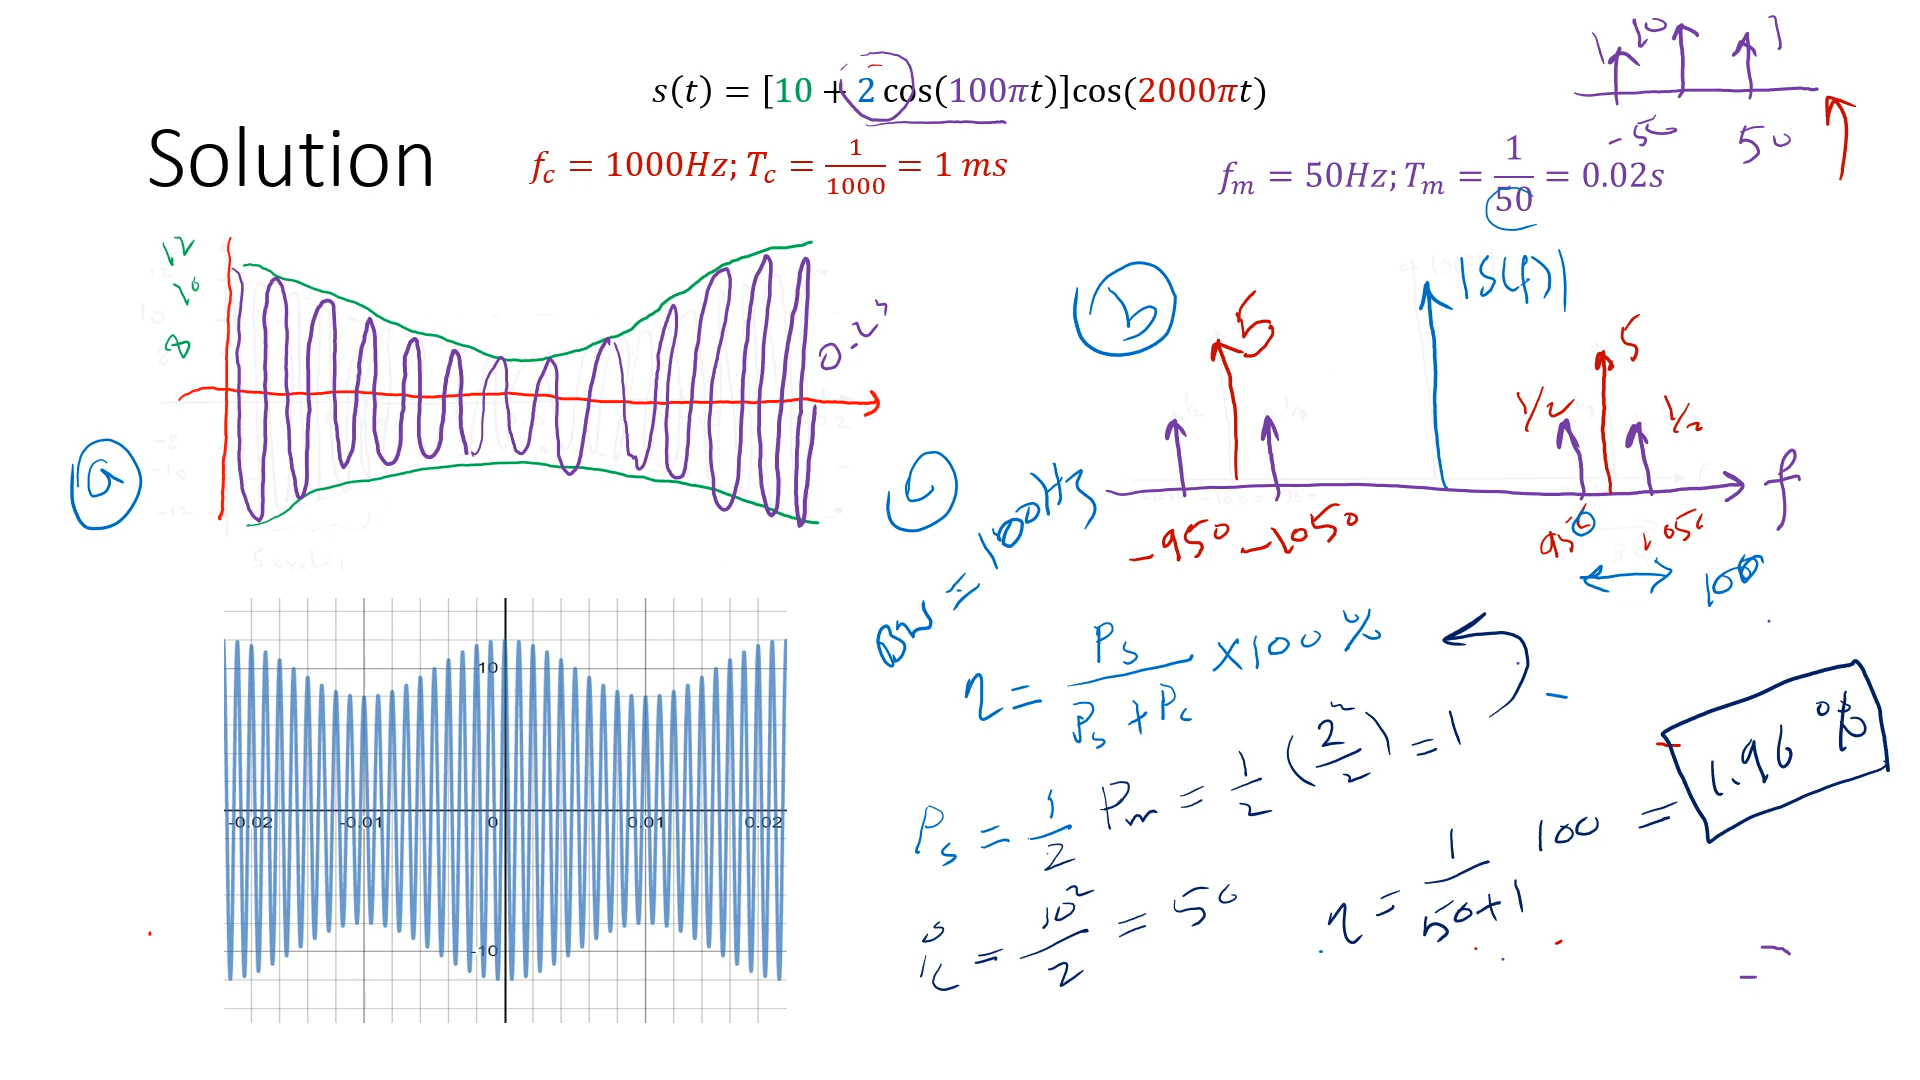 s(t) = [10 + 2 cos(100πt)]cos(2000πt)
1 10 1
-50 50
Solution
f_c = 1000Hz; T_c = 1/1000 = 1 ms
f_m = 50Hz; T_m = 1/50 = 0.02s
12
10
8
a
b
|S(f)|
5
5
1/2
1/2
f
-950 -1050
950 1050
100
c
BW = 100Hz
10
-0.02 -0.01 0 0.01 0.02
-10
η = P_s / (P_s + P_c) × 100 %
P_s = 1/2 P_m = 1/2 (2²/2) = 1
P_c = 10²/2 = 50
η = 1/(50+1) 100 = 1.96 %